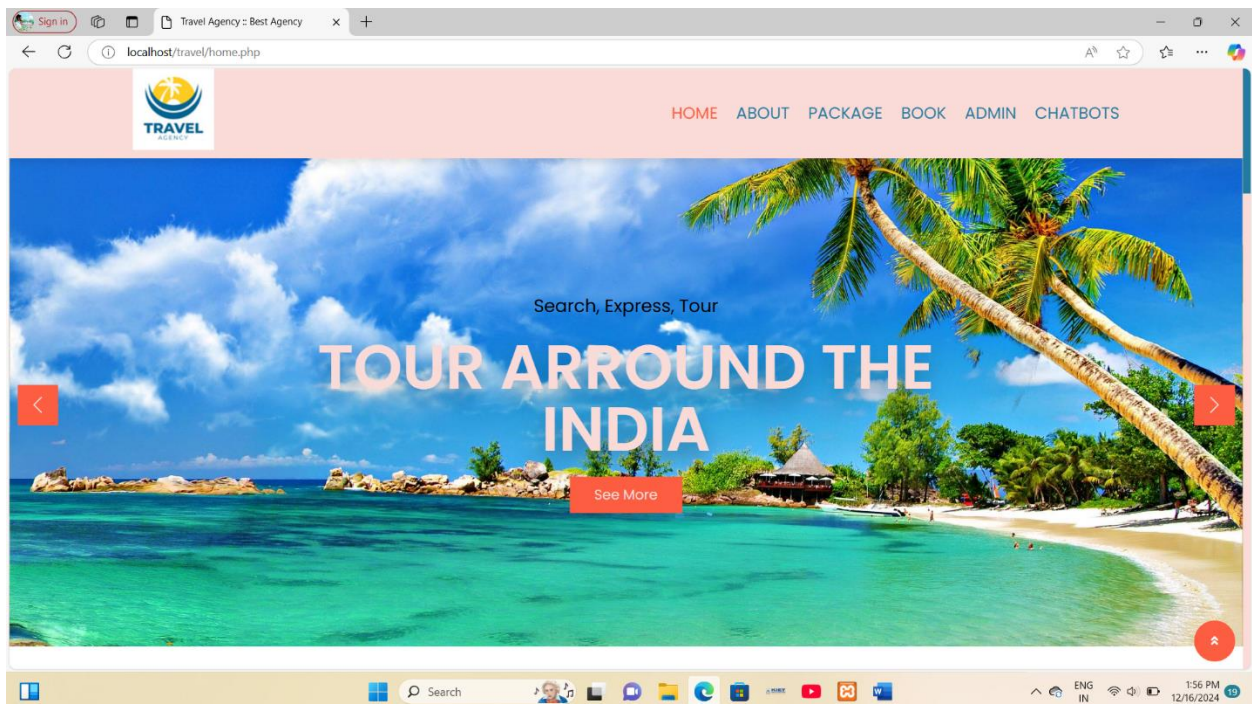 Sign in
Travel Agency :: Best Agency
localhost/travel/home.php
TRAVEL
AGENCY
HOME ABOUT PACKAGE BOOK ADMIN CHATBOTS
Search, Express, Tour
TOUR ARROUND THE
INDIA
See More
Search
ENG
IN
1:56 PM
12/16/2024
19